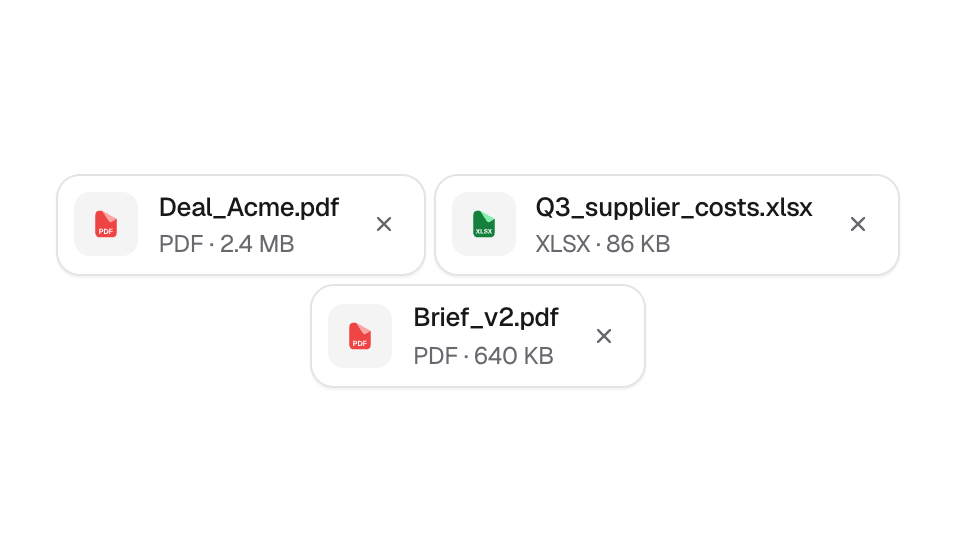 PDF
Deal_Acme.pdf
PDF · 2.4 MB
XLSX
Q3_supplier_costs.xlsx
XLSX · 86 KB
PDF
Brief_v2.pdf
PDF · 640 KB